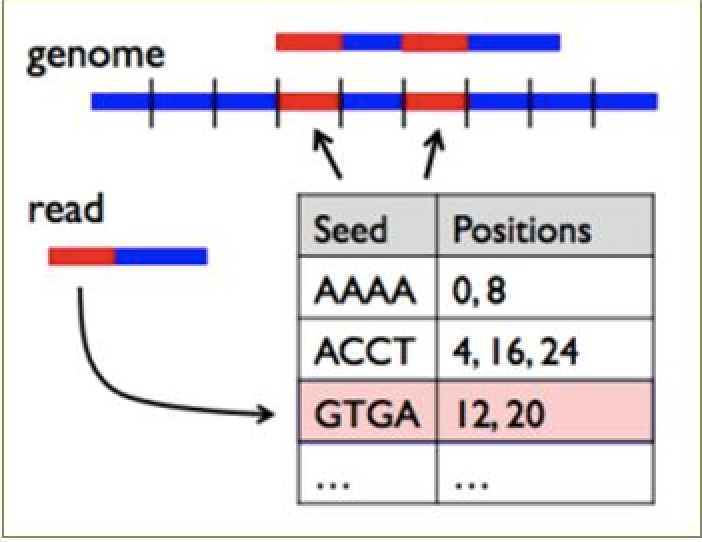 genome
read
Seed Positions
AAAA 0, 8
ACCT 4, 16, 24
GTGA 12, 20
... ...